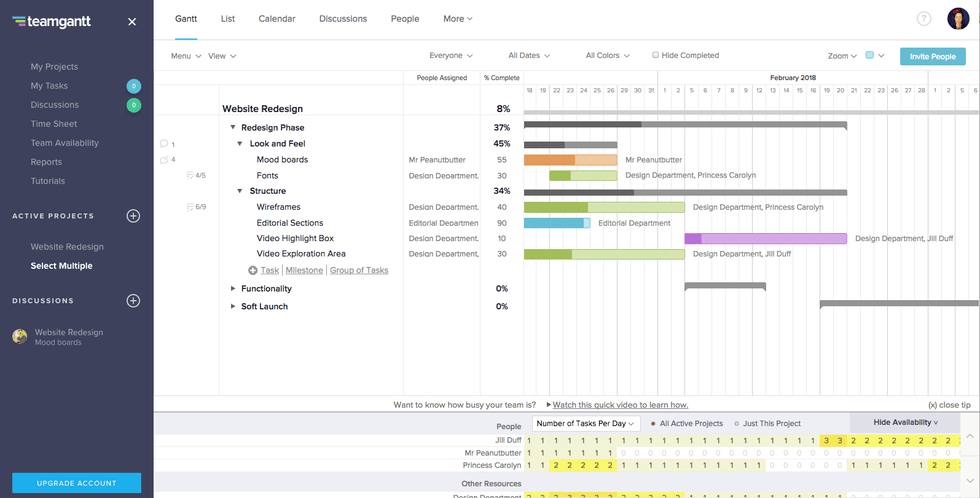 teamgantt
Gantt List Calendar Discussions People More
?
Menu View Everyone All Dates All Colors Hide Completed Zoom Invite People
My Projects
My Tasks 0
Discussions 0
Time Sheet
Team Availability
Reports
Tutorials
ACTIVE PROJECTS
Website Redesign
Select Multiple
DISCUSSIONS
Website Redesign
Mood boards
UPGRADE ACCOUNT
People Assigned % Complete February 2018
18 19 22 23 24 25 26 29 30 31 1 2 5 6 7 8 9 12 13 14 15 16 19 20 21 22 23 26 27 28 1 2 5 6
Website Redesign 8%
Redesign Phase 37%
1 Look and Feel 45%
4 Mood boards Mr Peanutbutter 55 Mr Peanutbutter
4/5 Fonts Design Department, 30 Design Department, Princess Carolyn
Structure 34%
6/9 Wireframes Design Department, 40 Design Department, Princess Carolyn
Editorial Sections Editorial Departmen 90 Editorial Department
Video Highlight Box Design Department, 10 Design Department, Jill Duff
Video Exploration Area Design Department, 30 Design Department, Jill Duff
Task Milestone Group of Tasks
Functionality 0%
Soft Launch 0%
Want to know how busy your team is? Watch this quick video to learn how. (x) close tip
People Number of Tasks Per Day All Active Projects Just This Project Hide Availability
Jill Duff 1 1 1 1 1 1 1 1 1 1 1 1 1 1 1 1 1 1 1 1 1 1 3 3 2 2 2 2 2 2 2 2
Mr Peanutbutter 1 1 1 1 1 1 1 0 0 0 0 0 0 0 0 0 0 0 0 0 0 0 0 0 0 0 0 0 0 0 0 0
Princess Carolyn 1 1 2 2 2 2 2 1 1 1 1 1 1 1 1 1 1 1 0 0 0 0 0 0 1 1 1 1 1 1 2 2
Other Resources
Design Department